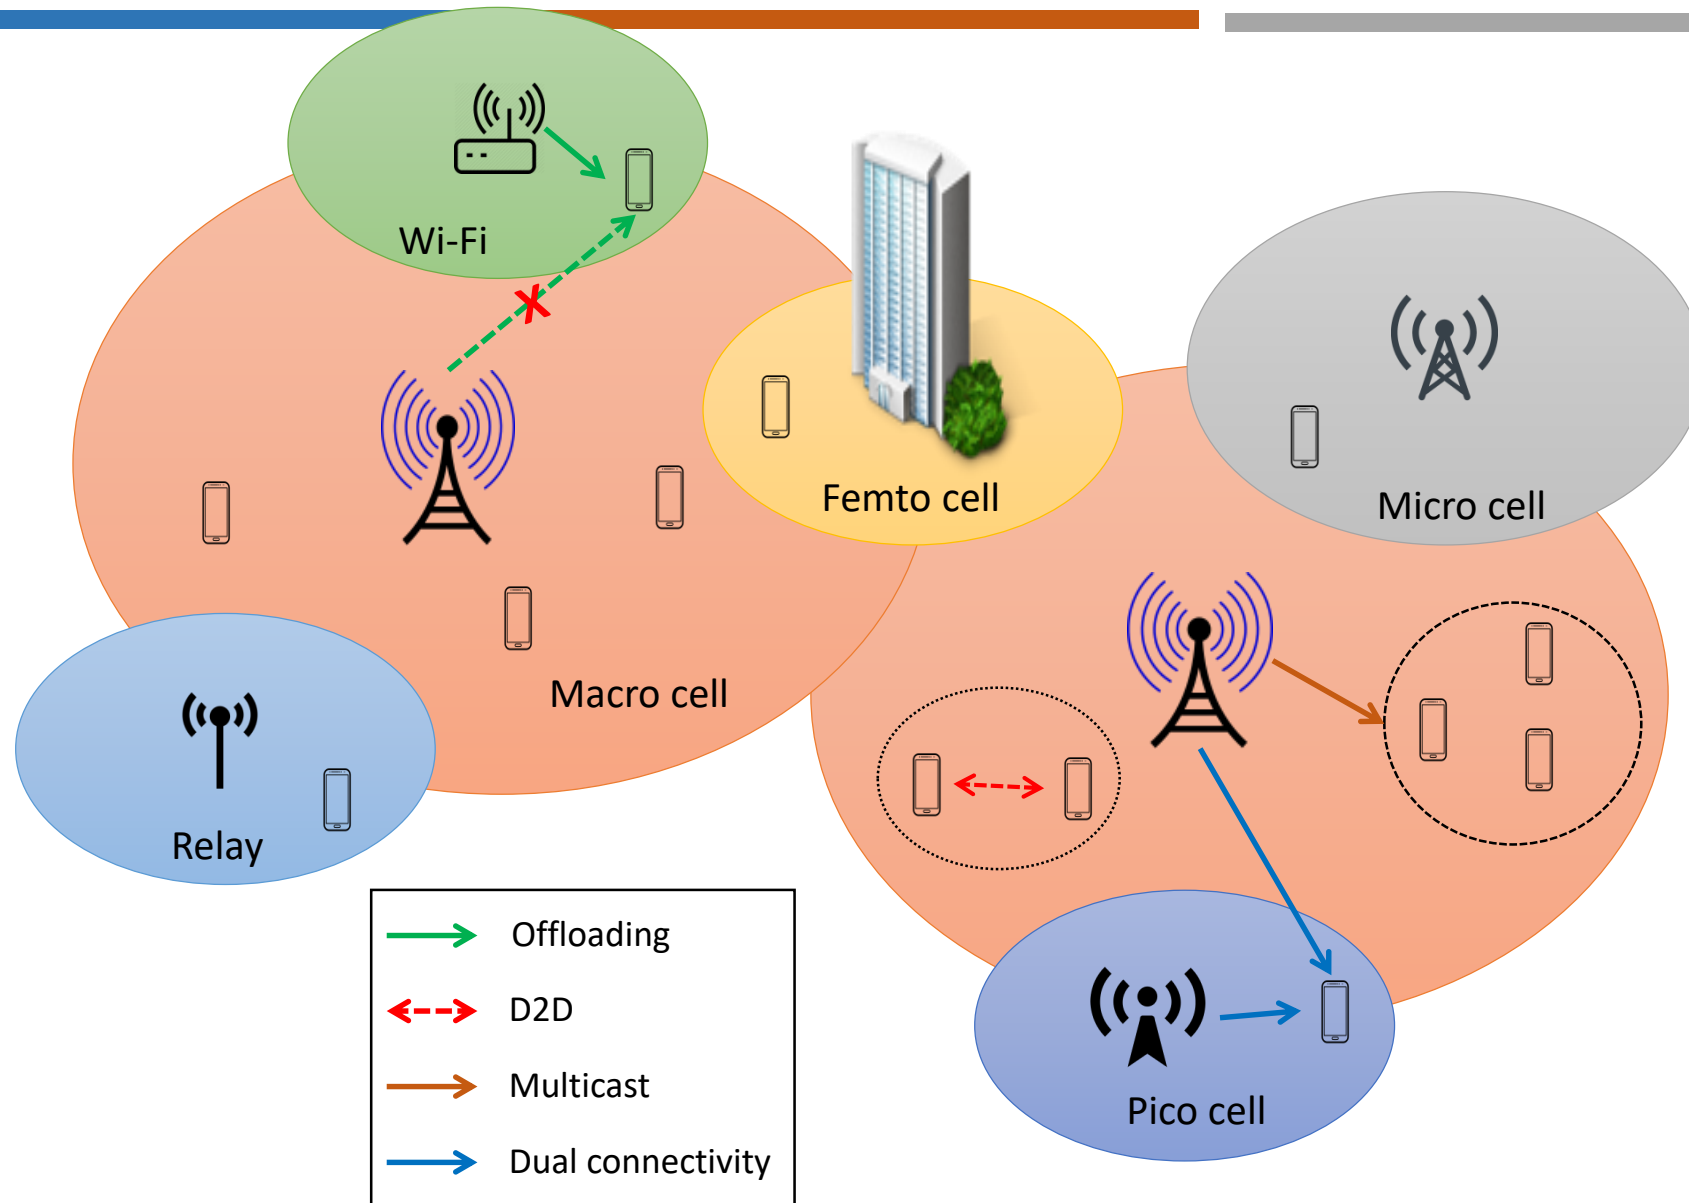 Wi-Fi
Femto cell
Micro cell
Macro cell
Relay
Pico cell
Offloading
D2D
Multicast
Dual connectivity